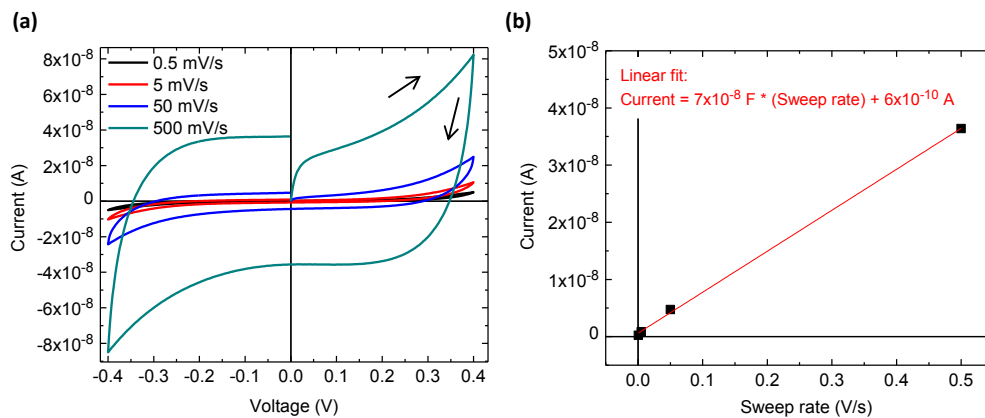 (a)
8x10⁻⁸
6x10⁻⁸
4x10⁻⁸
2x10⁻⁸
0
-2x10⁻⁸
-4x10⁻⁸
-6x10⁻⁸
-8x10⁻⁸
Current (A)
0.5 mV/s
5 mV/s
50 mV/s
500 mV/s
-0.4 -0.3 -0.2 -0.1 0.0 0.1 0.2 0.3 0.4
Voltage (V)
(b)
5x10⁻⁸
4x10⁻⁸
3x10⁻⁸
2x10⁻⁸
1x10⁻⁸
0
Current (A)
Linear fit:
Current = 7x10⁻⁸ F * (Sweep rate) + 6x10⁻¹⁰ A
0.0 0.1 0.2 0.3 0.4 0.5
Sweep rate (V/s)